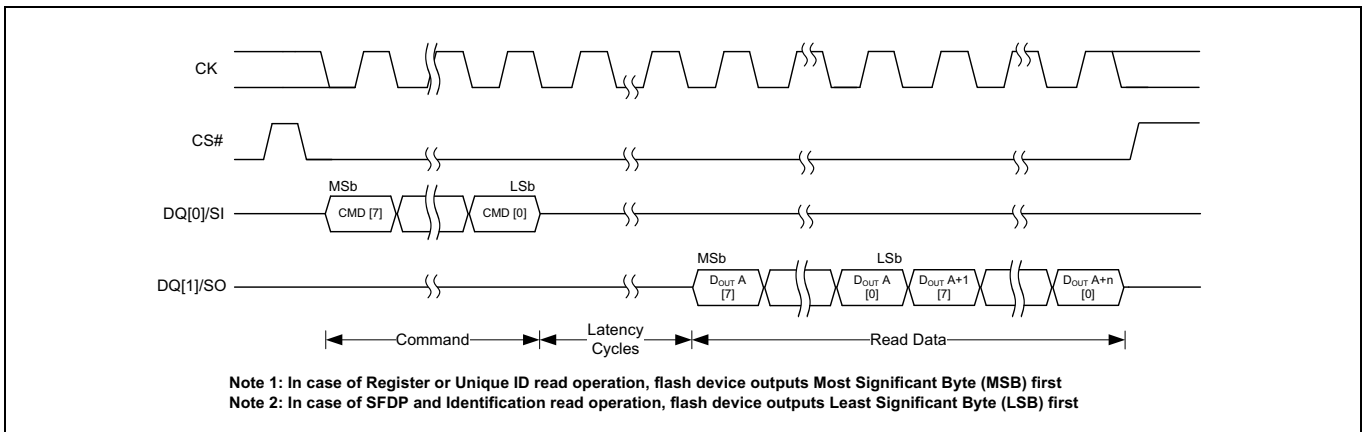 CK
CS#
MSb LSb
DQ[0]/SI CMD [7] CMD [0]
MSb LSb
DQ[1]/SO DOUT A DOUT A DOUT A+1 DOUT A+n
[7] [0] [7] [0]
Command Latency Read Data
Cycles
Note 1: In case of Register or Unique ID read operation, flash device outputs Most Significant Byte (MSB) first
Note 2: In case of SFDP and Identification read operation, flash device outputs Least Significant Byte (LSB) first